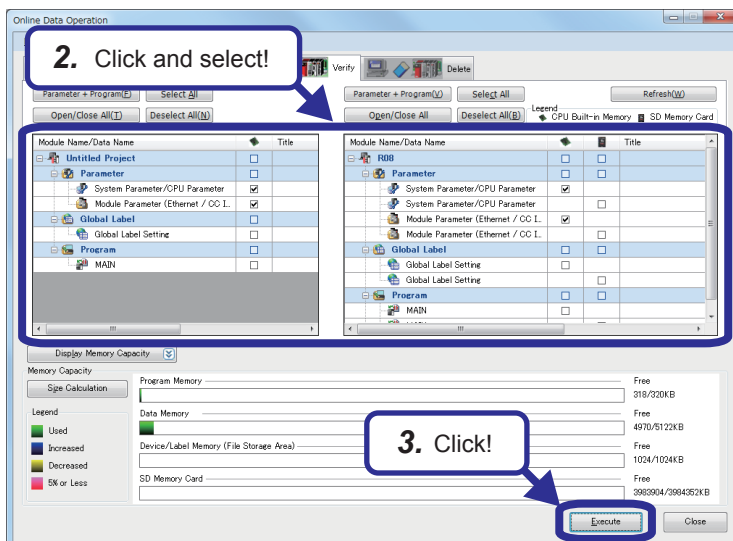 Online Data Operation
2. Click and select!
Verify
Delete
Parameter + Program(F)
Select All
Parameter + Program(V)
Select All
Refresh(W)
Open/Close All(T)
Deselect All(N)
Open/Close All
Deselect All(B)
Legend
CPU Built-in Memory
SD Memory Card
Module Name/Data Name
Title
Module Name/Data Name
Title
Untitled Project
R08
Parameter
Parameter
System Parameter/CPU Parameter
System Parameter/CPU Parameter
Module Parameter (Ethernet / CC I...
System Parameter/CPU Parameter
Global Label
Module Parameter (Ethernet / CC I...
Global Label Setting
Module Parameter (Ethernet / CC I...
Program
Global Label
MAIN
Global Label Setting
Global Label Setting
Program
MAIN
Display Memory Capacity
Memory Capacity
Size Calculation
Program Memory
Free
318/320KB
Legend
Used
Increased
Decreased
5% or Less
Data Memory
Free
4970/5122KB
Device/Label Memory (File Storage Area)
3. Click!
Free
1024/1024KB
SD Memory Card
Free
3983904/3984352KB
Execute
Close